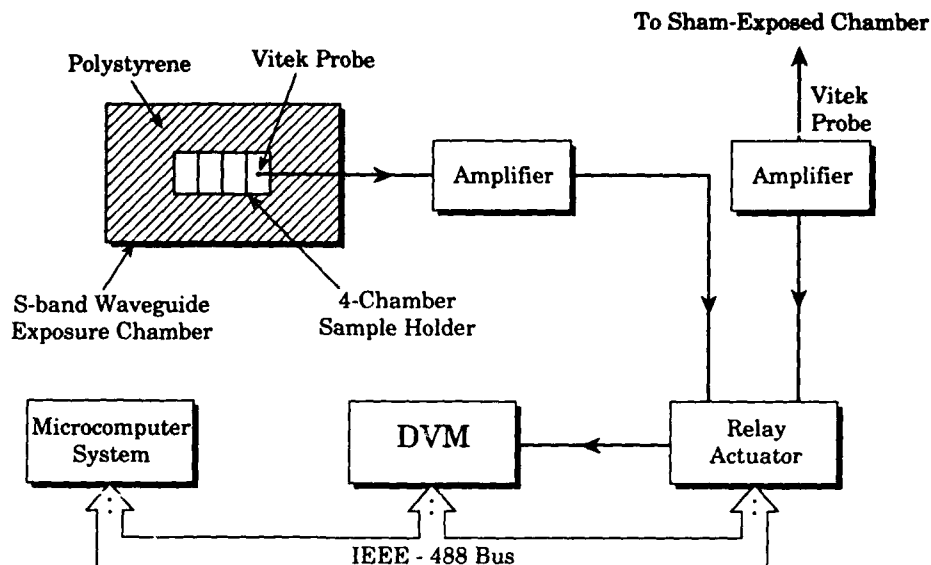 To Sham-Exposed Chamber
Polystyrene
Vitek Probe
Vitek
Probe
Amplifier
Amplifier
S-band Waveguide
Exposure Chamber
4-Chamber
Sample Holder
Microcomputer
System
DVM
Relay
Actuator
IEEE - 488 Bus